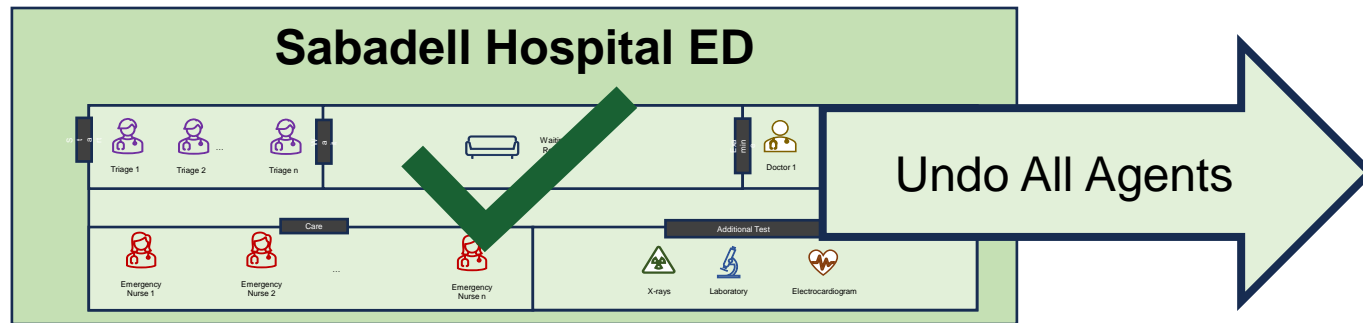 Sabadell Hospital ED
Triage 1
Triage 2
...
Triage n
Doctor 1
Undo All Agents
Care
Additional Test
Emergency
Nurse 1
Emergency
Nurse 2
...
Emergency
Nurse n
X-rays
Laboratory
Electrocardiogram